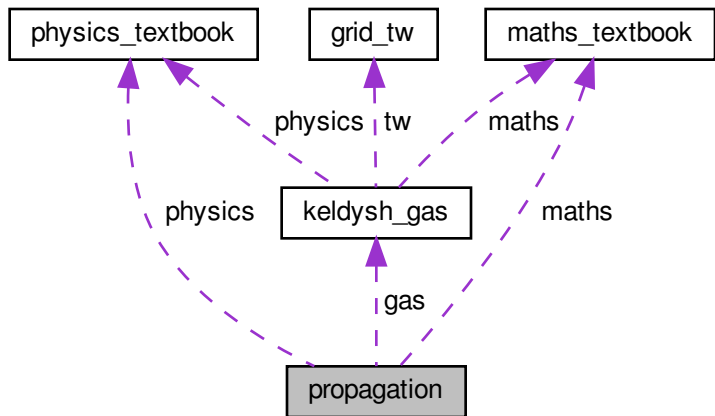 physics_textbook
grid_tw
maths_textbook
physics
tw
maths
keldysh_gas
physics
maths
gas
propagation